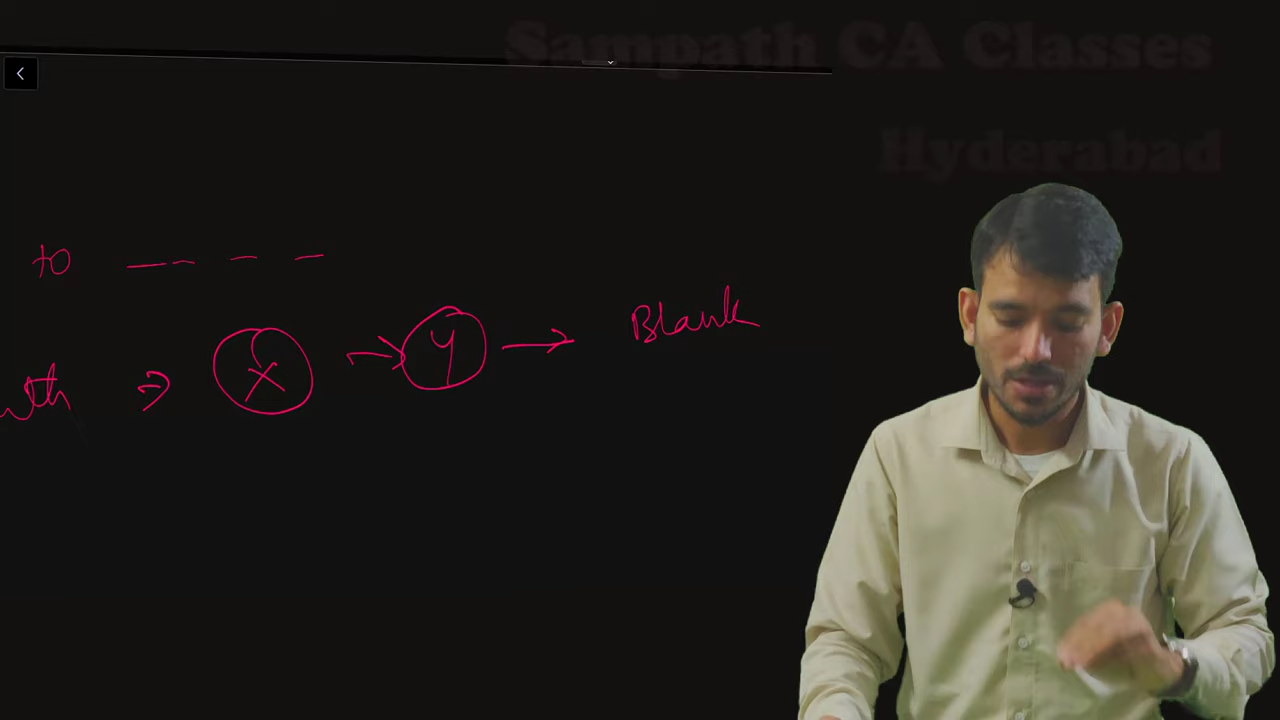 Sampath CA Classes
Hyderabad
to — – – –
⇒ X → Y → Blank